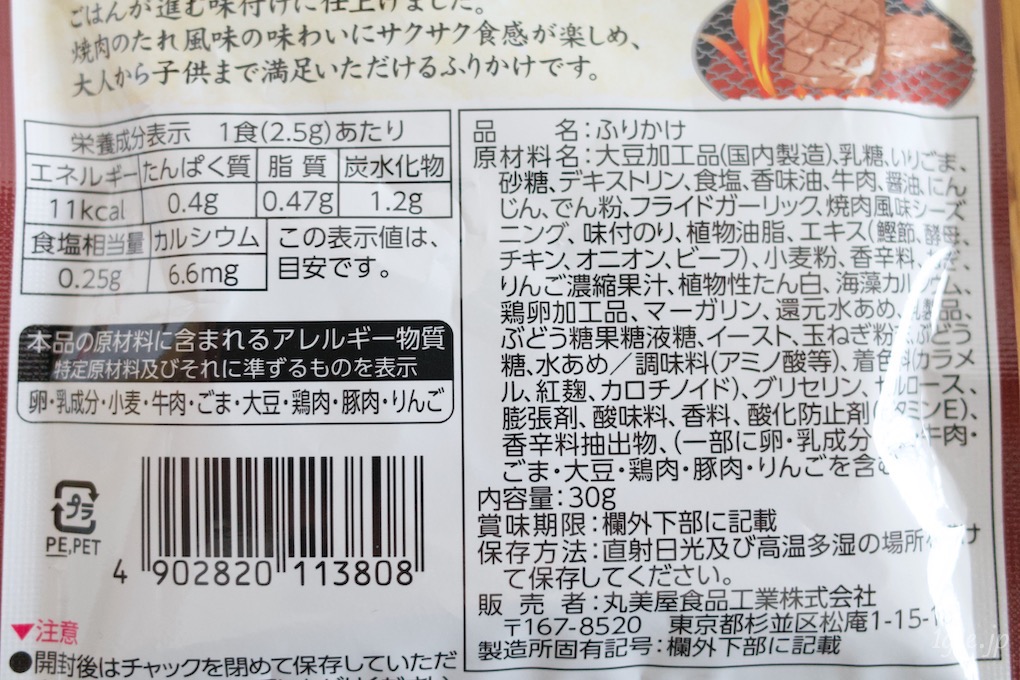 ごはんが進む味付けに仕上げました。
焼肉のたれ風味の味わいにサクサク食感が楽しめ、
大人から子供まで満足いただけるふりかけです。
栄養成分表示 1食(2.5g)あたり
エネルギー たんぱく質 脂質 炭水化物
11kcal 0.4g 0.47g 1.2g
食塩相当量 カルシウム この表示値は、
0.25g 6.6mg 目安です。
本品の原材料に含まれるアレルギー物質
特定原材料及びそれに準ずるものを表示
卵・乳成分・小麦・牛肉・ごま・大豆・鶏肉・豚肉・りんご
プラ
PE,PET
4 902820 113808
▼注意
●開封後はチャックを閉めて保存していただ
品名:ふりかけ
原材料名:大豆加工品(国内製造)、乳糖、いりごま、
砂糖、デキストリン、食塩、香味油、牛肉、醤油、にん
じん、でん粉、フライドガーリック、焼肉風味シーズ
ニング、味付のり、植物油脂、エキス(鰹節、酵母、
チキン、オニオン、ビーフ)、小麦粉、香辛料、
りんご濃縮果汁、植物性たん白、海藻カル
鶏卵加工品、マーガリン、還元水あめ、乳製品、
ぶどう糖果糖液糖、イースト、玉ねぎ粉、ぶどう
糖、水あめ／調味料(アミノ酸等)、着色料(カラメ
ル、紅麹、カロチノイド)、グリセリン、セルロース、
膨張剤、酸味料、香料、酸化防止剤(ビタミンE)、
香辛料抽出物、(一部に卵・乳成分 牛肉・
ごま・大豆・鶏肉・豚肉・りんごを含む
内容量:30g
賞味期限:欄外下部に記載
保存方法:直射日光及び高温多湿の場所 け
て保存してください。
販売者:丸美屋食品工業株式会社
〒167-8520 東京都杉並区松庵1-15-1
製造所固有記号:欄外下部に記載